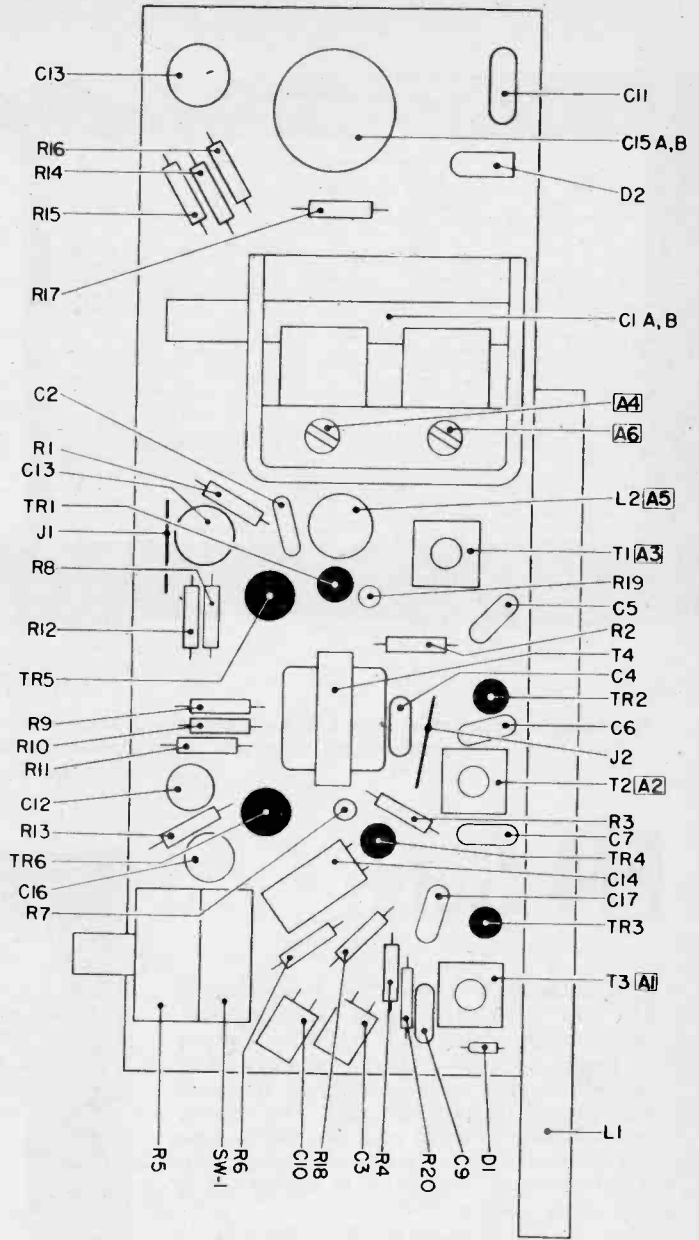 C13
R16
R14
R15
R17
C2
R1
C13
TR1
J1
R8
R12
TR5
R9
R10
R11
C12
R13
TR6
C16
R7
C11
C15 A,B
D2
C1 A,B
A4
A6
L2 A5
T1 A3
R19
C5
R2
T4
C4
TR2
C6
J2
T2 A2
R3
C7
TR4
C14
C17
TR3
T3 A1
L1
R5
SW-1
R6
C10
R18
C3
R4
R20
C9
D1